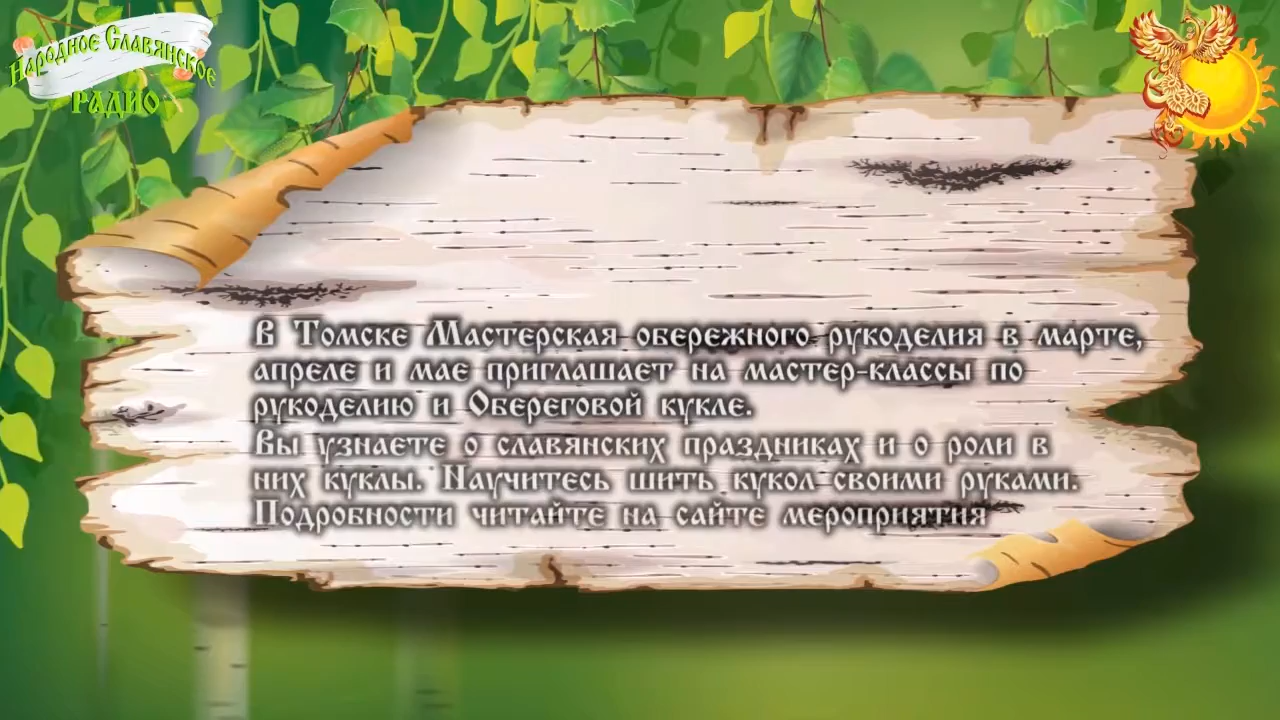 Народное Славянское
РАДИО
В Томске Мастерская обережного рукоделия в марте,
апреле и мае приглашает на мастер-классы по
рукоделию и Обереговой кукле.
Вы узнаете о славянских праздниках и о роли в
них куклы. Научитесь шить кукол своими руками.
Подробности читайте на сайте мероприятия